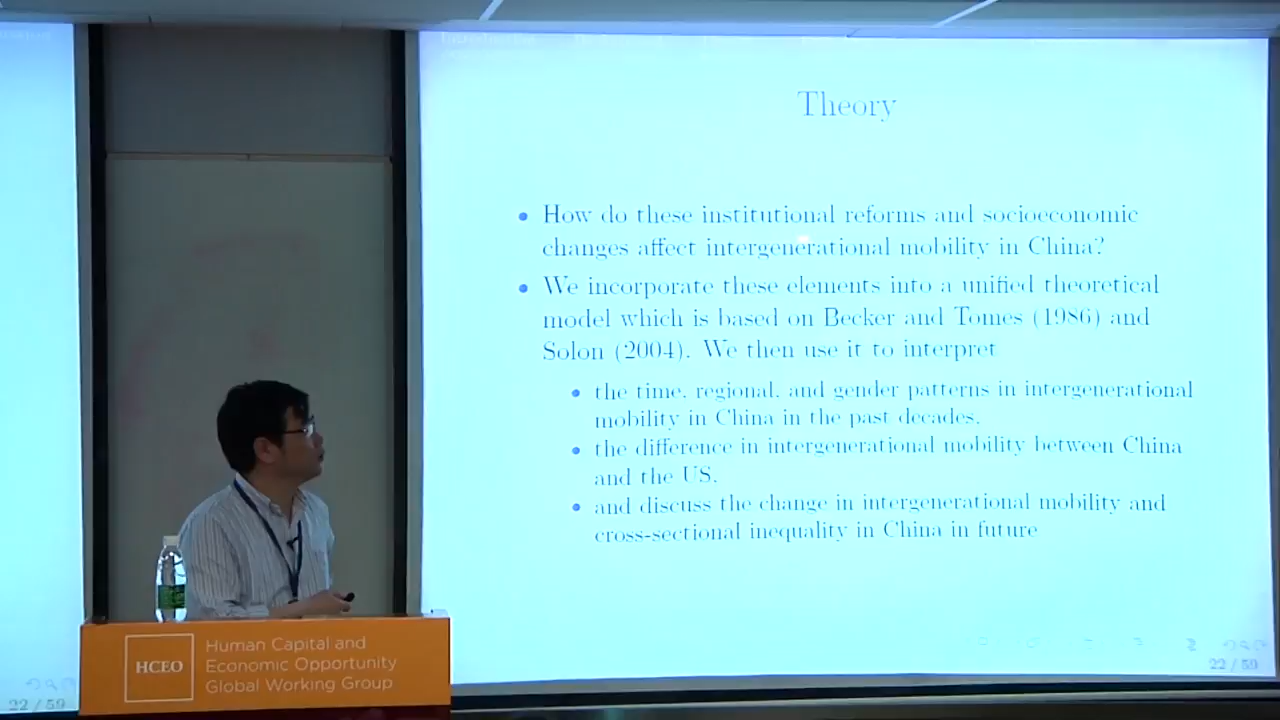 Theory
How do these institutional reforms and socioeconomic
changes affect intergenerational mobility in China?
We incorporate these elements into a unified theoretical
model which is based on Becker and Tomes (1986) and
Solon (2004). We then use it to interpret
the time, regional, and gender patterns in intergenerational
mobility in China in the past decades,
the difference in intergenerational mobility between China
and the US,
and discuss the change in intergenerational mobility and
cross-sectional inequality in China in future
22 / 59
HCEO
Human Capital and
Economic Opportunity
Global Working Group
22 / 59